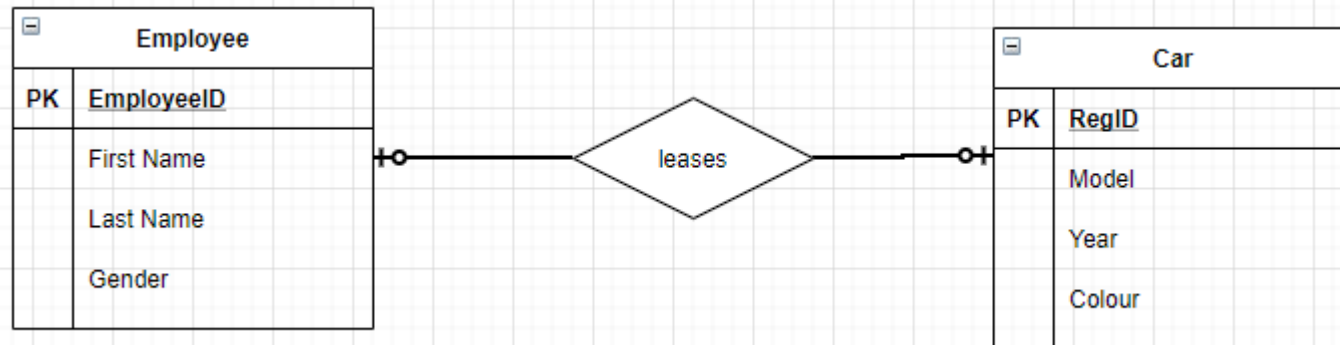 Employee
PK EmployeeID
First Name
Last Name
Gender
leases
Car
PK RegID
Model
Year
Colour